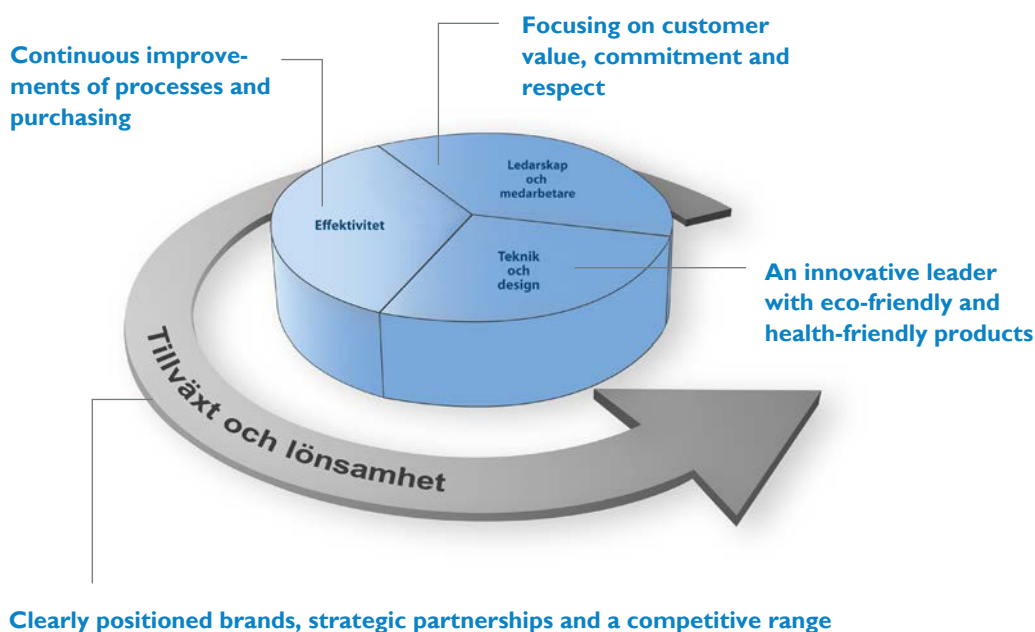 Focusing on customer
value, commitment and
respect
Continuous improve-
ments of processes and
purchasing
Ledarskap
och
medarbetare
Effektivitet
Teknik
och
design
An innovative leader
with eco-friendly and
health-friendly products
Tillväxt och lönsamhet
Clearly positioned brands, strategic partnerships and a competitive range